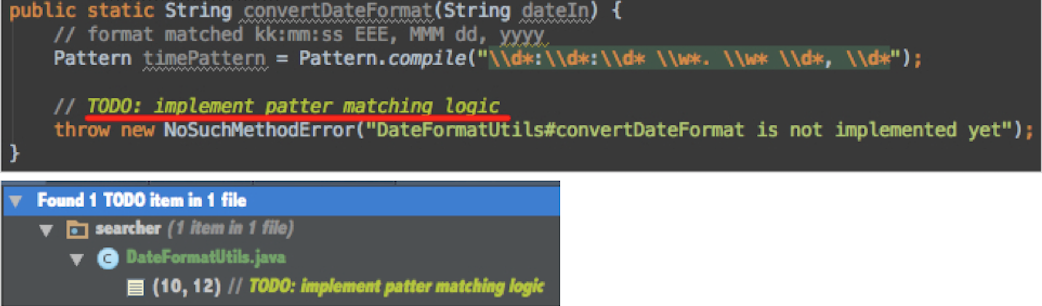 public static String convertDateFormat(String dateIn) {
// format matched kk:mm:ss EEE, MMM dd, yyyy
Pattern timePattern = Pattern.compile("\\d*:\\d*:\\d* \\w*. \\w* \\d*, \\d*");
// TODO: implement patter matching logic
throw new NoSuchMethodError("DateFormatUtils#convertDateFormat is not implemented yet");
}
Found 1 TODO item in 1 file
searcher (1 item in 1 file)
C DateFormatUtils.java
(10, 12) // TODO: implement patter matching logic